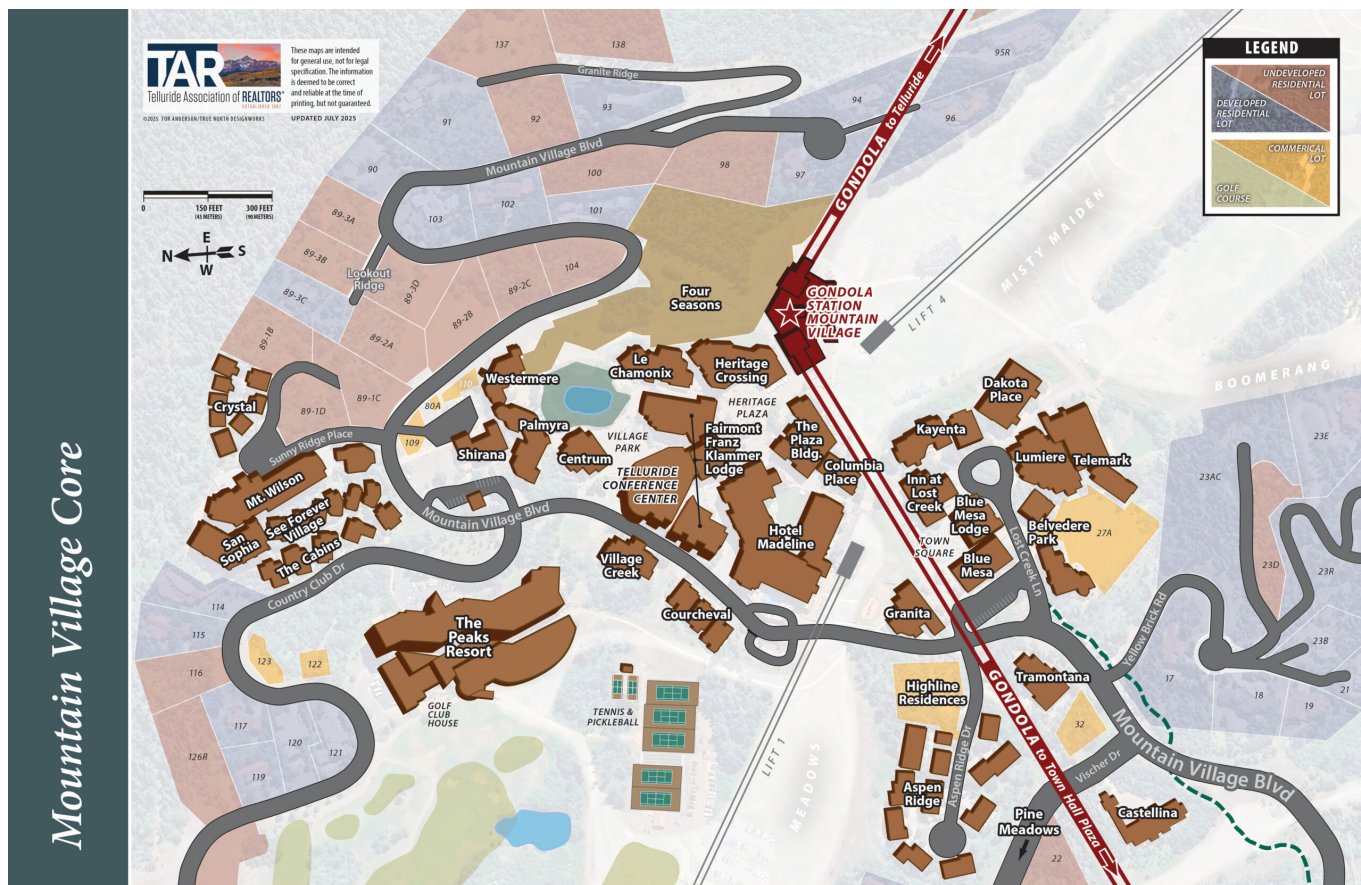 Mountain Village Core
TAR
Telluride Association of REALTORS®
ESTABLISHED 1987
These maps are intended
for general use, not for legal
specification. The information
is deemed to be correct
and reliable at the time of
printing, but not guaranteed.
©2025 TOR ANDERSON/TRUE NORTH DESIGNWORKS
UPDATED JULY 2025
0
150 FEET
(45 METERS)
300 FEET
(90 METERS)
N
E
S
W
LEGEND
UNDEVELOPED
RESIDENTIAL
LOT
DEVELOPED
RESIDENTIAL
LOT
COMMERICAL
LOT
GOLF
COURSE
137
138
Granite Ridge
95R
93
94
96
92
91
Mountain Village Blvd
98
97
100
90
103
102
101
GONDOLA to Telluride
89-3A
89-3B
Lookout
Ridge
89-3C
89-3D
104
89-2C
89-2B
89-2A
89-1B
89-1C
89-1D
Four
Seasons
GONDOLA
STATION
MOUNTAIN
VILLAGE
LIFT 4
MISTY MAIDEN
BOOMERANG
Crystal
Sunny Ridge Place
80A
110
109
Westermere
Le
Chamonix
Heritage
Crossing
HERITAGE
PLAZA
Palmyra
Shirana
Centrum
VILLAGE
PARK
TELLURIDE
CONFERENCE
CENTER
Fairmont
Franz
Klammer
Lodge
The
Plaza
Bldg.
Columbia
Place
Dakota
Place
Kayenta
Lumiere
Telemark
Inn at
Lost
Creek
Blue
Mesa
Lodge
Belvedere
Park
27A
TOWN
SQUARE
Blue
Mesa
Lost Creek Ln
23E
23AC
23D
23R
23B
21
17
18
19
Yellow Brick Rd
Mt. Wilson
See Forever
Village
San
Sophia
The Cabins
Mountain Village Blvd
Country Club Dr
Village
Creek
Hotel
Madeline
Courcheval
Granita
114
115
116
123
122
117
120
121
119
126R
The
Peaks
Resort
GOLF
CLUB
HOUSE
TENNIS &
PICKLEBALL
LIFT 1
MEADOWS
Highline
Residences
Tramontana
32
Aspen Ridge Dr
Aspen
Ridge
GONDOLA to Town Hall Plaza
Vischer Dr
Mountain Village Blvd
Pine
Meadows
22
Castellina